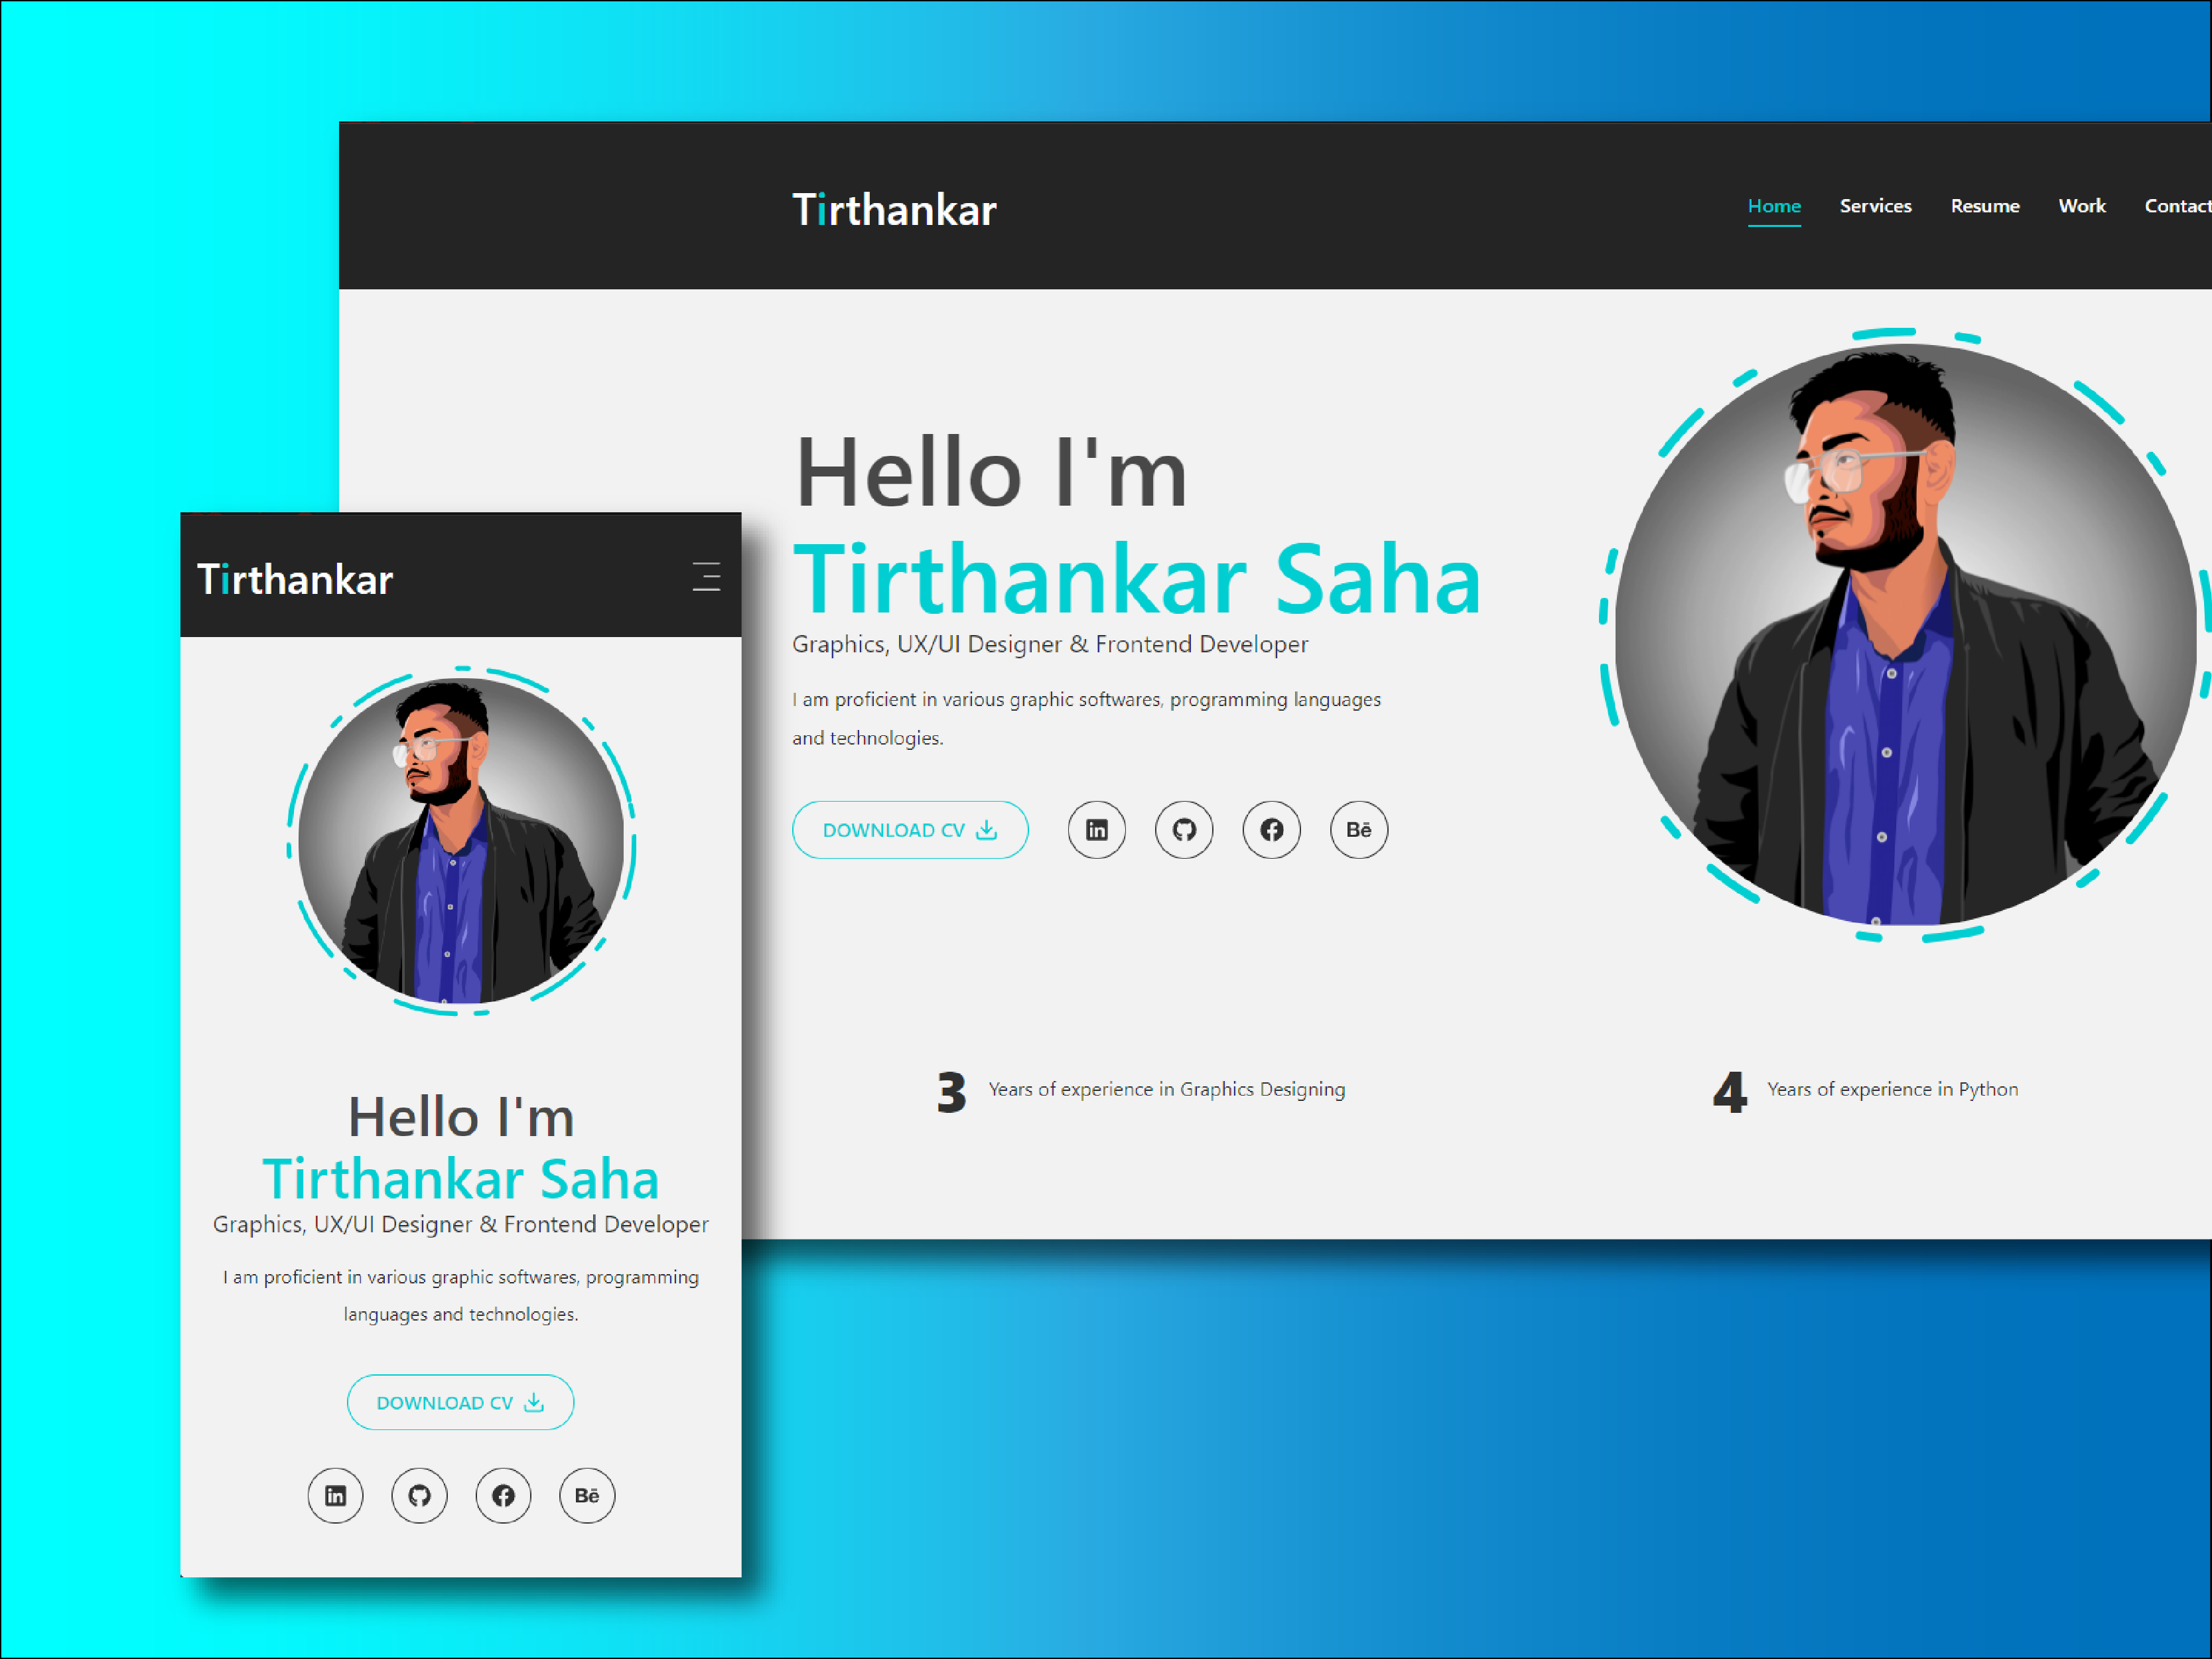 Tirthankar
Home Services Resume Work Contact
Hello I'm
Tirthankar Saha
Graphics, UX/UI Designer & Frontend Developer
I am proficient in various graphic softwares, programming languages
and technologies.
DOWNLOAD CV
Bē
3 Years of experience in Graphics Designing
4 Years of experience in Python
Tirthankar
Hello I'm
Tirthankar Saha
Graphics, UX/UI Designer & Frontend Developer
I am proficient in various graphic softwares, programming
languages and technologies.
DOWNLOAD CV
Bē